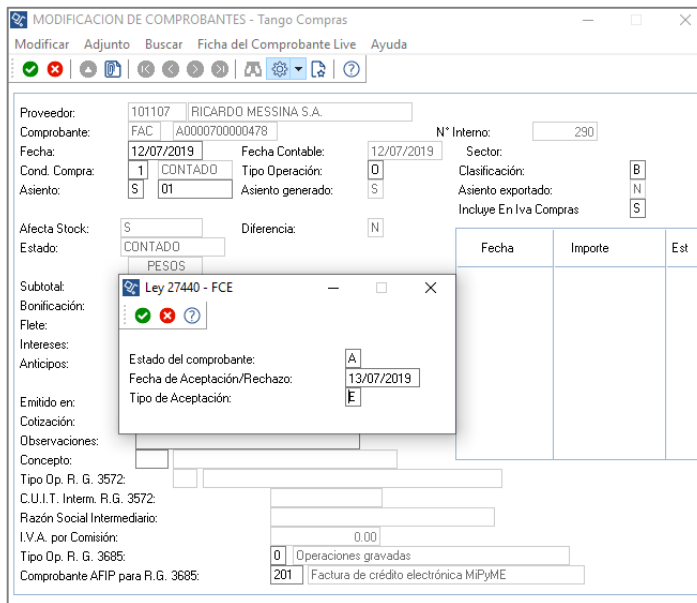 MODIFICACION DE COMPROBANTES - Tango Compras
Modificar Adjunto Buscar Ficha del Comprobante Live Ayuda
Proveedor: 101107 RICARDO MESSINA S.A.
Comprobante: FAC A0000700000478 N° Interno: 290
Fecha: 12/07/2019 Fecha Contable: 12/07/2019 Sector:
Cond. Compra: 1 CONTADO Tipo Operación: O Clasificación: B
Asiento: S 01 Asiento generado: S Asiento exportado: N
Incluye En Iva Compras S
Afecta Stock: S Diferencia: N
Estado: CONTADO Fecha Importe Est
PESOS
Subtotal:
Bonificación:
Flete:
Intereses:
Anticipos:
Emitido en:
Cotización:
Observaciones:
Ley 27440 - FCE
Estado del comprobante: A
Fecha de Aceptación/Rechazo: 13/07/2019
Tipo de Aceptación: E
Concepto:
Tipo Op. R. G. 3572:
C.U.I.T. Interm. R.G. 3572:
Razón Social Intermediario:
I.V.A. por Comisión: 0.00
Tipo Op. R. G. 3685: 0 Operaciones gravadas
Comprobante AFIP para R.G. 3685: 201 Factura de crédito electrónica MiPyME